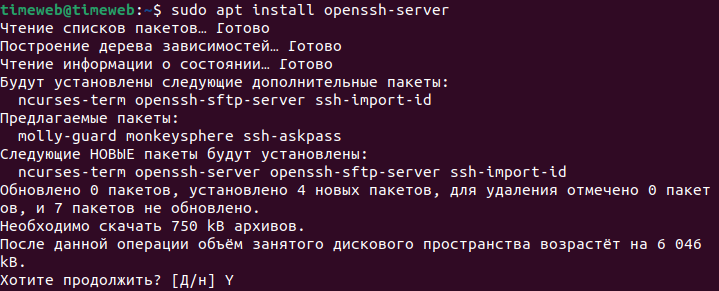 timeweb@timeweb:~$ sudo apt install openssh-server
Чтение списков пакетов… Готово
Построение дерева зависимостей… Готово
Чтение информации о состоянии… Готово
Будут установлены следующие дополнительные пакеты:
  ncurses-term openssh-sftp-server ssh-import-id
Предлагаемые пакеты:
  molly-guard monkeysphere ssh-askpass
Следующие НОВЫЕ пакеты будут установлены:
  ncurses-term openssh-server openssh-sftp-server ssh-import-id
Обновлено 0 пакетов, установлено 4 новых пакетов, для удаления отмечено 0 пакет
ов, и 7 пакетов не обновлено.
Необходимо скачать 750 kB архивов.
После данной операции объём занятого дискового пространства возрастёт на 6 046
kB.
Хотите продолжить? [Д/н] Y